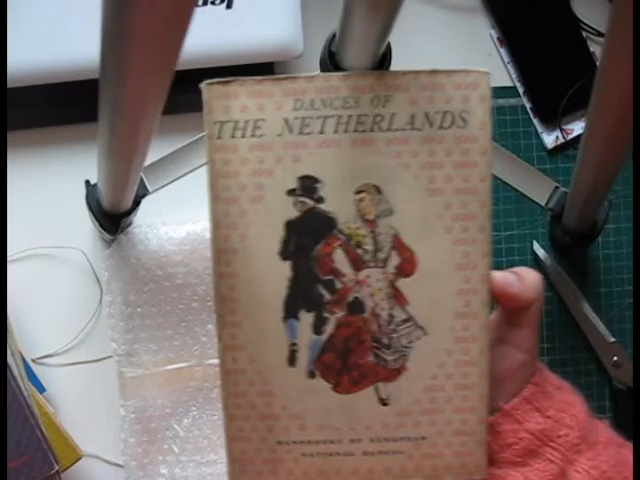 DANCES OF
THE NETHERLANDS
HANDBOOKS OF EUROPEAN
NATIONAL DANCES